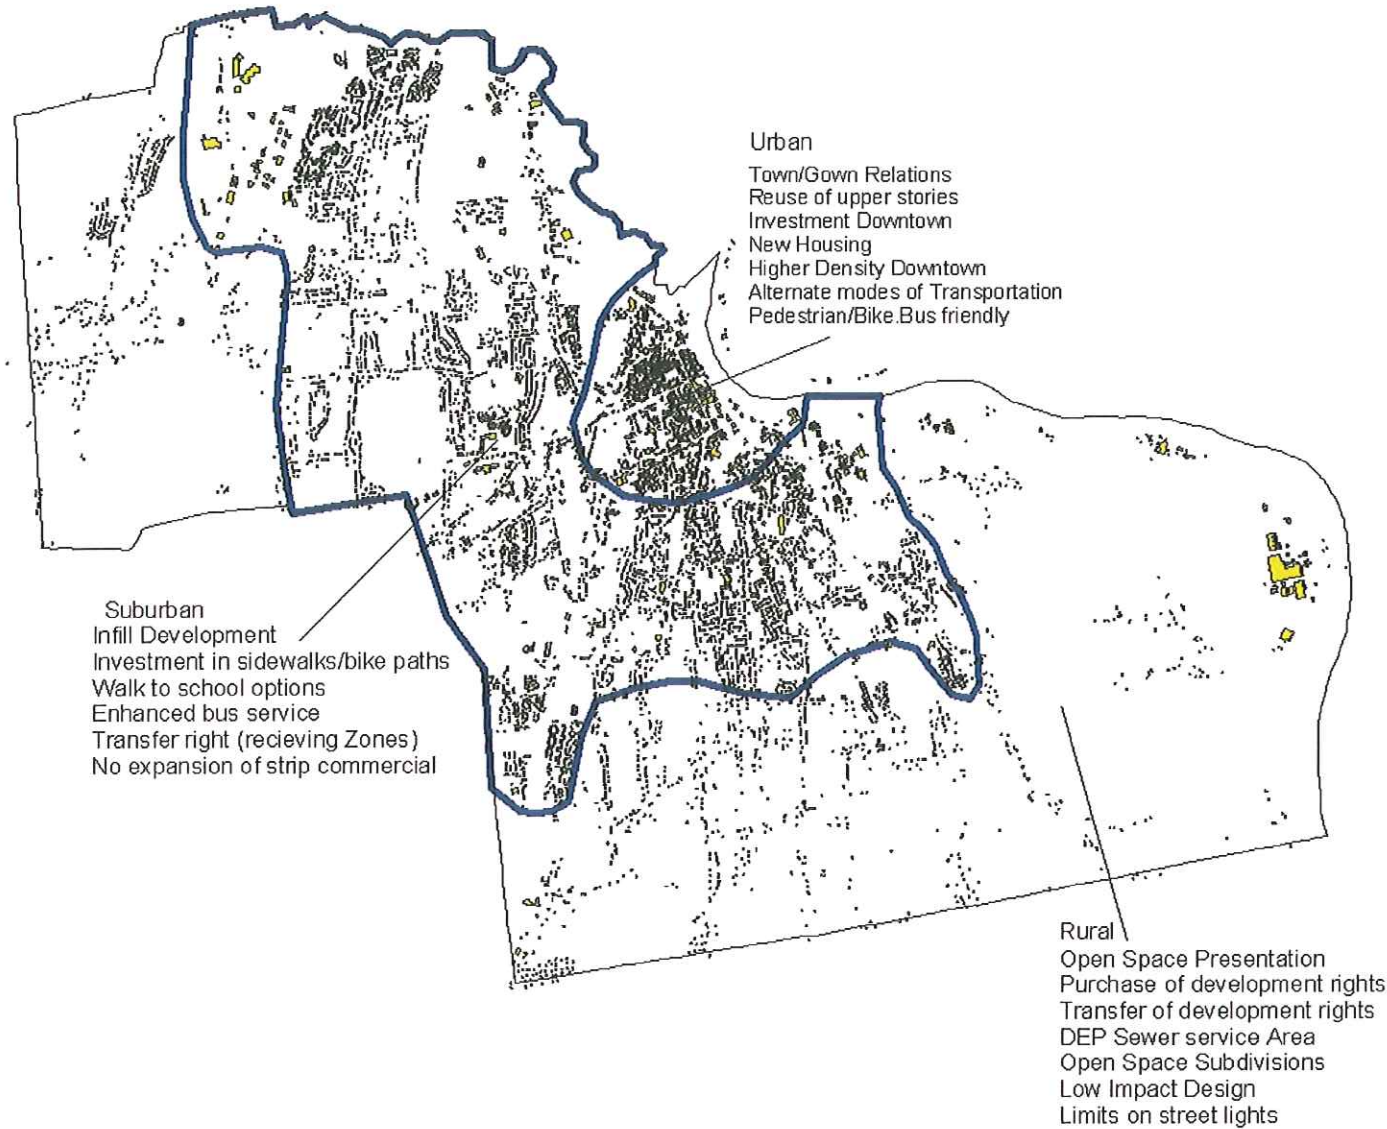 Urban
Town/Gown Relations
Reuse of upper stories
Investment Downtown
New Housing
Higher Density Downtown
Alternate modes of Transportation
Pedestrian/Bike.Bus friendly
Suburban
Infill Development
Investment in sidewalks/bike paths
Walk to school options
Enhanced bus service
Transfer right (recieving Zones)
No expansion of strip commercial
Rural
Open Space Presentation
Purchase of development rights
Transfer of development rights
DEP Sewer service Area
Open Space Subdivisions
Low Impact Design
Limits on street lights